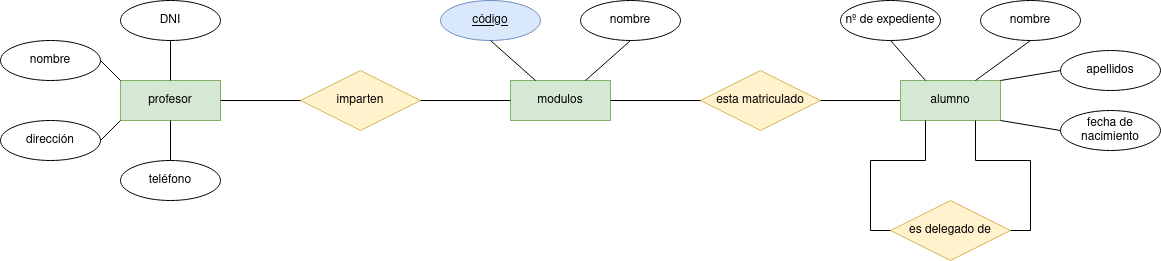 DNI
código
nombre
nº de expediente
nombre
nombre
apellidos
profesor
imparten
modulos
esta matriculado
alumno
dirección
fecha de
nacimiento
teléfono
es delegado de